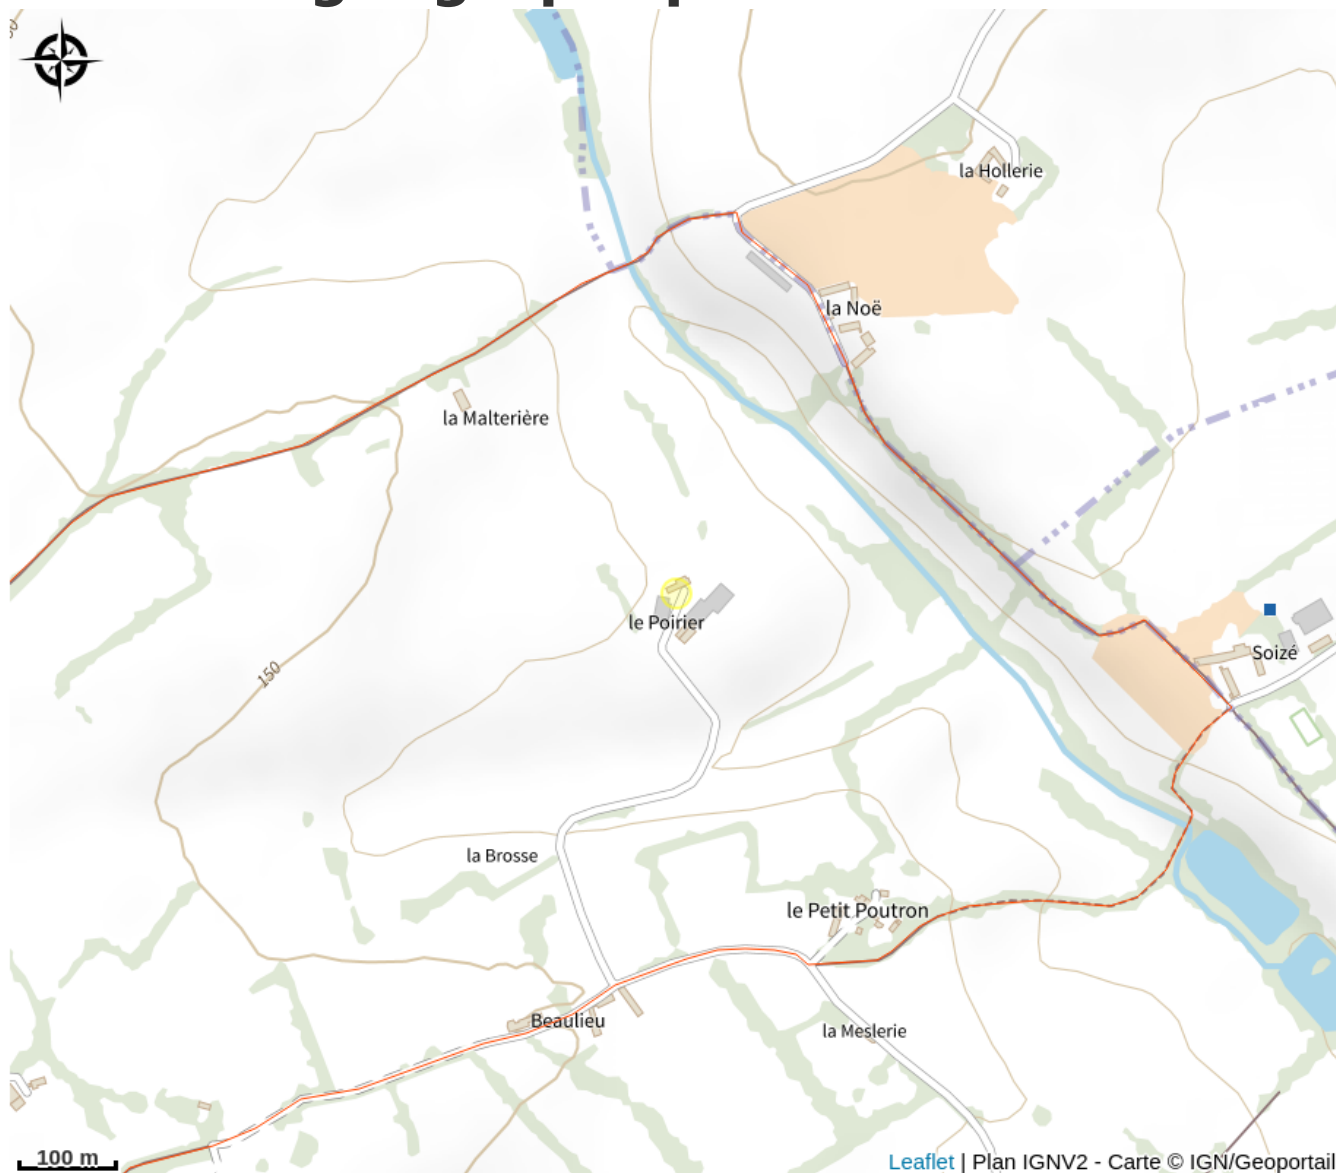 la Hollerie
la Noë
la Malterière
le Poirier
Soizé
150
la Brosse
le Petit Poutron
Beaulieu
la Meslerie
100 m
Leaflet | Plan IGNV2 - Carte © IGN/Geoportail